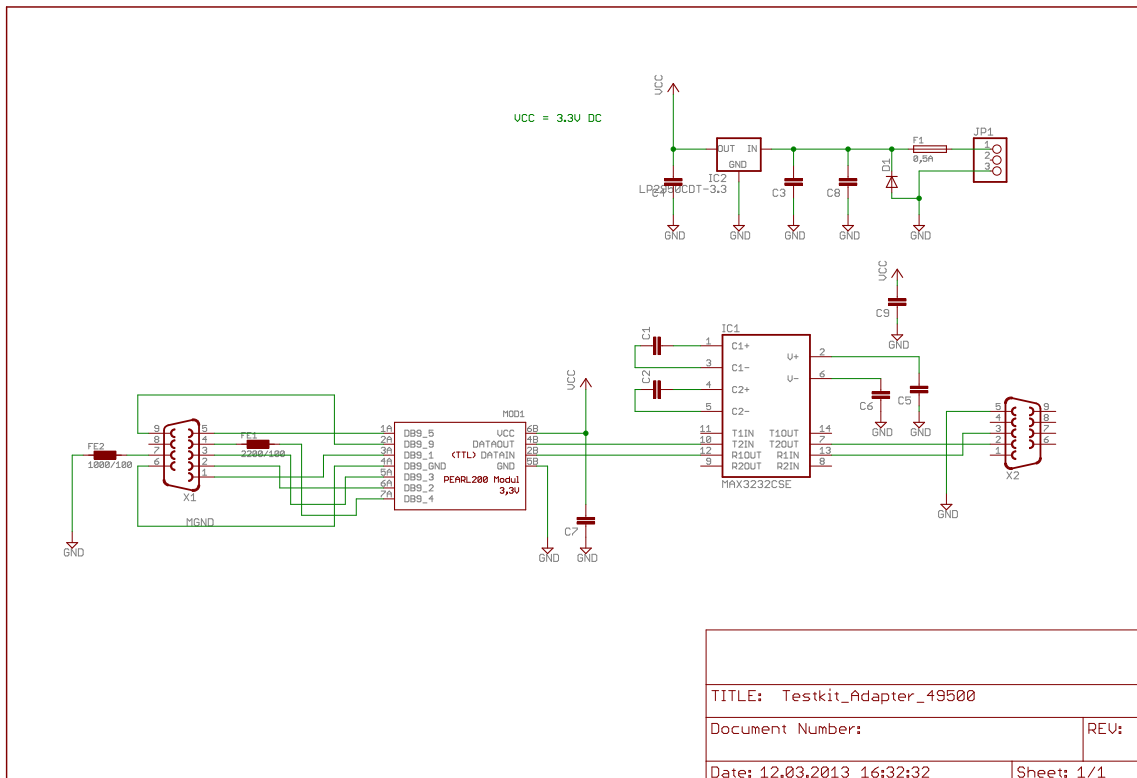 VCC
VCC = 3.3V DC
OUT IN
GND
IC2
LP2950CDT-3.3
C4
C3
C8
D1
F1
0,5A
JP1
1
2
3
GND
GND
GND
GND
GND
VCC
C9
GND
IC1
C1
C2
1 C1+
3 C1-
4 C2+
5 C2-
11 T1IN
10 T2IN
12 R1OUT
9 R2OUT
V+ 2
V- 6
T1OUT 14
T2OUT 7
R1IN 13
R2IN 8
MAX3232CSE
C6
C5
GND
GND
5
4
3
2
1
9
8
7
6
X2
GND
VCC
MOD1
1A DB9_5
2A DB9_9
3A DB9_1
4A DB9_GND
5A DB9_3
6A DB9_2
7A DB9_4
VCC 6B
DATAOUT 4B
(TTL) DATAIN 2B
GND 5B
PEARL200 Modul
3,3V
C7
GND
GND
FE2
1000/100
9
8
7
6
5
4
3
2
1
X1
FE1
2200/100
MGND
GND
TITLE: Testkit_Adapter_49500
Document Number:
REV:
Date: 12.03.2013 16:32:32
Sheet: 1/1